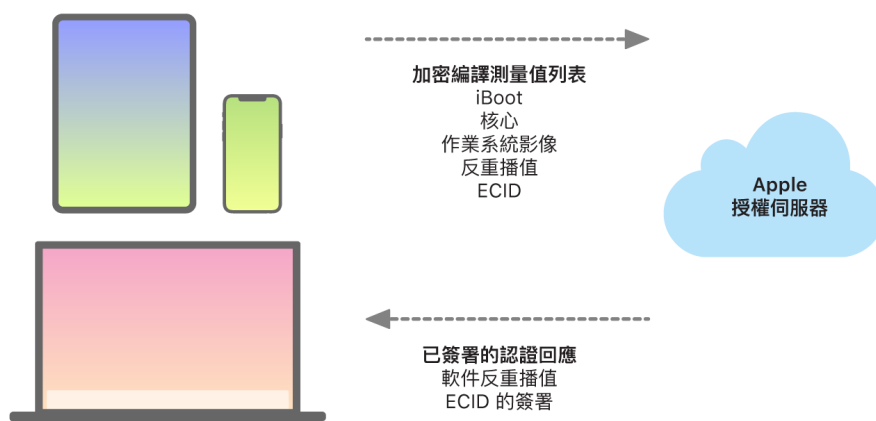 加密編譯測量值列表
iBoot
核心
作業系統影像
反重播值
ECID
Apple
授權伺服器
已簽署的認證回應
軟件反重播值
ECID 的簽署